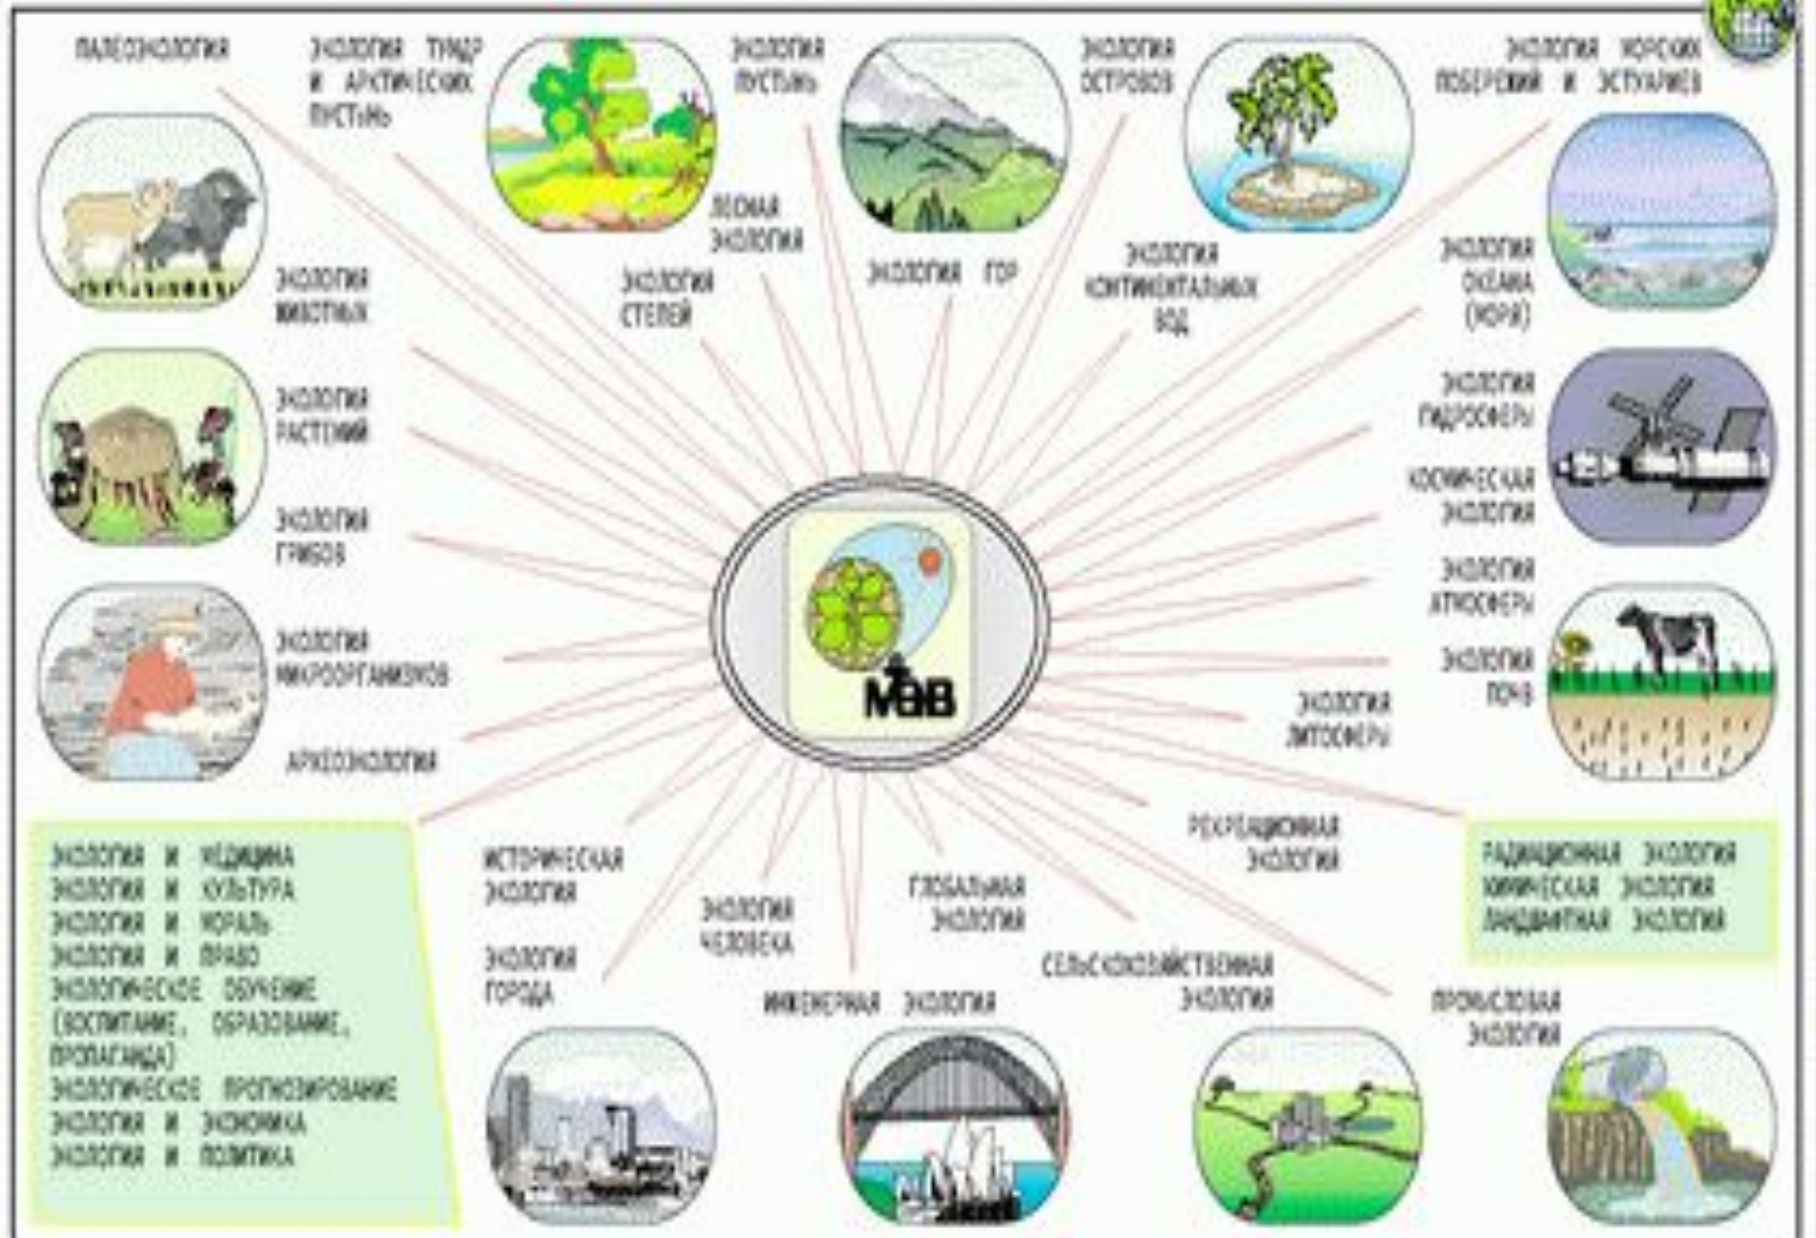 ПАЛЕОЭКОЛОГИЯ
ЭКОЛОГИЯ ТУНДР
И АРКТИЧЕСКИХ
ПУСТЫНЬ
ЭКОЛОГИЯ
ПУСТЫНЬ
ЭКОЛОГИЯ
ОСТРОВОВ
ЭКОЛОГИЯ МОРСКИХ
ПОБЕРЕЖИЙ И ЭСТУАРИЕВ
ЛЕСНАЯ
ЭКОЛОГИЯ
ЭКОЛОГИЯ
СТЕПЕЙ
ЭКОЛОГИЯ ГОР
ЭКОЛОГИЯ
КОНТИНЕНТАЛЬНЫХ
ВОД
ЭКОЛОГИЯ
ОКЕАНА
(МОРЯ)
ЭКОЛОГИЯ
ЖИВОТНЫХ
ЭКОЛОГИЯ
ГИДРОСФЕРЫ
ЭКОЛОГИЯ
РАСТЕНИЙ
КОСМИЧЕСКАЯ
ЭКОЛОГИЯ
ЭКОЛОГИЯ
ГРИБОВ
ЭКОЛОГИЯ
АТМОСФЕРЫ
ЭКОЛОГИЯ
МИКРООРГАНИЗМОВ
ЭКОЛОГИЯ
ПОЧВ
МЭВ
ЭКОЛОГИЯ
ЛИТОСФЕРЫ
АРХЕОЭКОЛОГИЯ
РЕКРЕАЦИОННАЯ
ЭКОЛОГИЯ
ИСТОРИЧЕСКАЯ
ЭКОЛОГИЯ
ЭКОЛОГИЯ
ЧЕЛОВЕКА
ГЛОБАЛЬНАЯ
ЭКОЛОГИЯ
ЭКОЛОГИЯ
ГОРОДА
ИНЖЕНЕРНАЯ ЭКОЛОГИЯ
СЕЛЬСКОХОЗЯЙСТВЕННАЯ
ЭКОЛОГИЯ
ПРОМЫСЛОВАЯ
ЭКОЛОГИЯ
РАДИАЦИОННАЯ ЭКОЛОГИЯ
ХИМИЧЕСКАЯ ЭКОЛОГИЯ
ЛАНДШАФТНАЯ ЭКОЛОГИЯ
ЭКОЛОГИЯ И МЕДИЦИНА
ЭКОЛОГИЯ И КУЛЬТУРА
ЭКОЛОГИЯ И МОРАЛЬ
ЭКОЛОГИЯ И ПРАВО
ЭКОЛОГИЧЕСКОЕ ОБУЧЕНИЕ
(ВОСПИТАНИЕ, ОБРАЗОВАНИЕ,
ПРОПАГАНДА)
ЭКОЛОГИЧЕСКОЕ ПРОГНОЗИРОВАНИЕ
ЭКОЛОГИЯ И ЭКОНОМИКА
ЭКОЛОГИЯ И ПОЛИТИКА